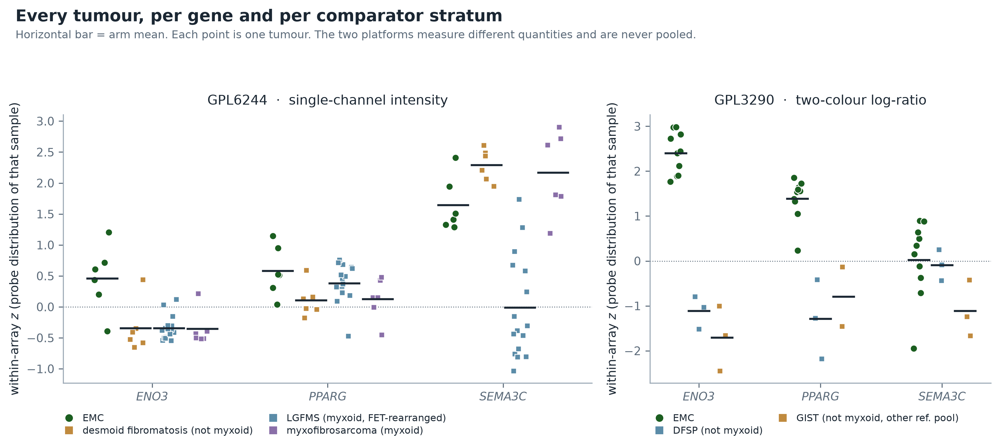 Every tumour, per gene and per comparator stratum
Horizontal bar = arm mean. Each point is one tumour. The two platforms measure different quantities and are never pooled.
GPL6244 · single-channel intensity
within-array z (probe distribution of that sample)
3.0
2.5
2.0
1.5
1.0
0.5
0.0
−0.5
−1.0
ENO3
PPARG
SEMA3C
EMC
desmoid fibromatosis (not myxoid)
LGFMS (myxoid, FET-rearranged)
myxofibrosarcoma (myxoid)
GPL3290 · two-colour log-ratio
within-array z (probe distribution of that sample)
3
2
1
0
−1
−2
ENO3
PPARG
SEMA3C
EMC
DFSP (not myxoid)
GIST (not myxoid, other ref. pool)